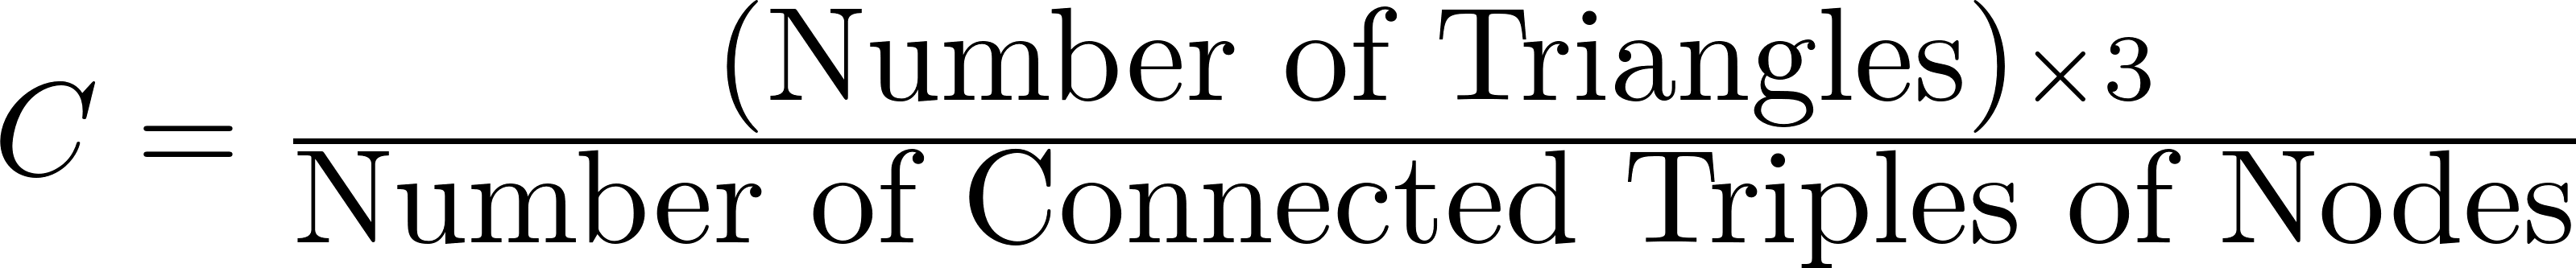 (Number of Triangles)×3
C =
Number of Connected Triples of Nodes